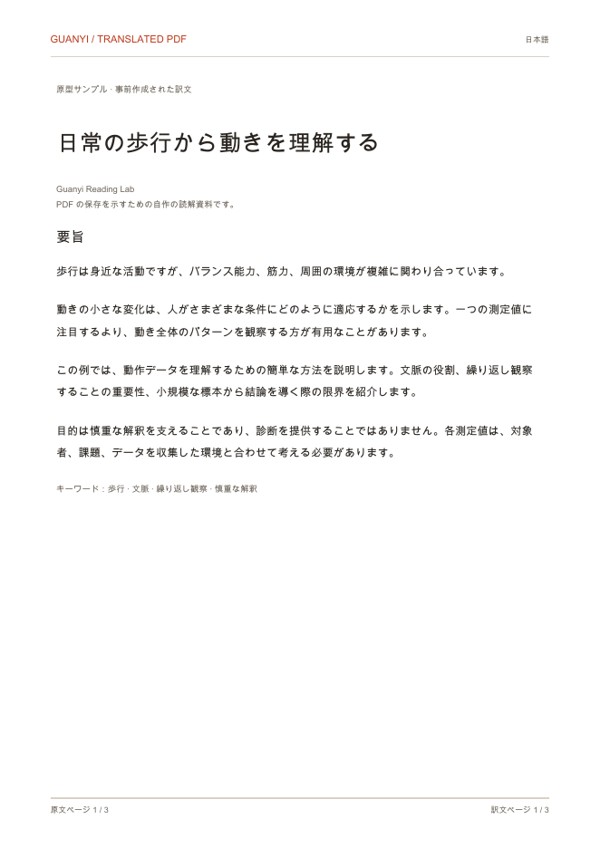 GUANYI / TRANSLATED PDF
日本語
原型サンプル · 事前作成された訳文
日常の歩行から動きを理解する
Guanyi Reading Lab
PDF の保存を示すための自作の読解資料です。
要旨
歩行は身近な活動ですが、バランス能力、筋力、周囲の環境が複雑に関わり合っています。
動きの小さな変化は、人がさまざまな条件にどのように適応するかを示します。一つの測定値に
注目するより、動き全体のパターンを観察する方が有用なことがあります。
この例では、動作データを理解するための簡単な方法を説明します。文脈の役割、繰り返し観察
することの重要性、小規模な標本から結論を導く際の限界を紹介します。
目的は慎重な解釈を支えることであり、診断を提供することではありません。各測定値は、対象
者、課題、データを収集した環境と合わせて考える必要があります。
キーワード：歩行 · 文脈 · 繰り返し観察 · 慎重な解釈
原文ページ 1 / 3
訳文ページ 1 / 3